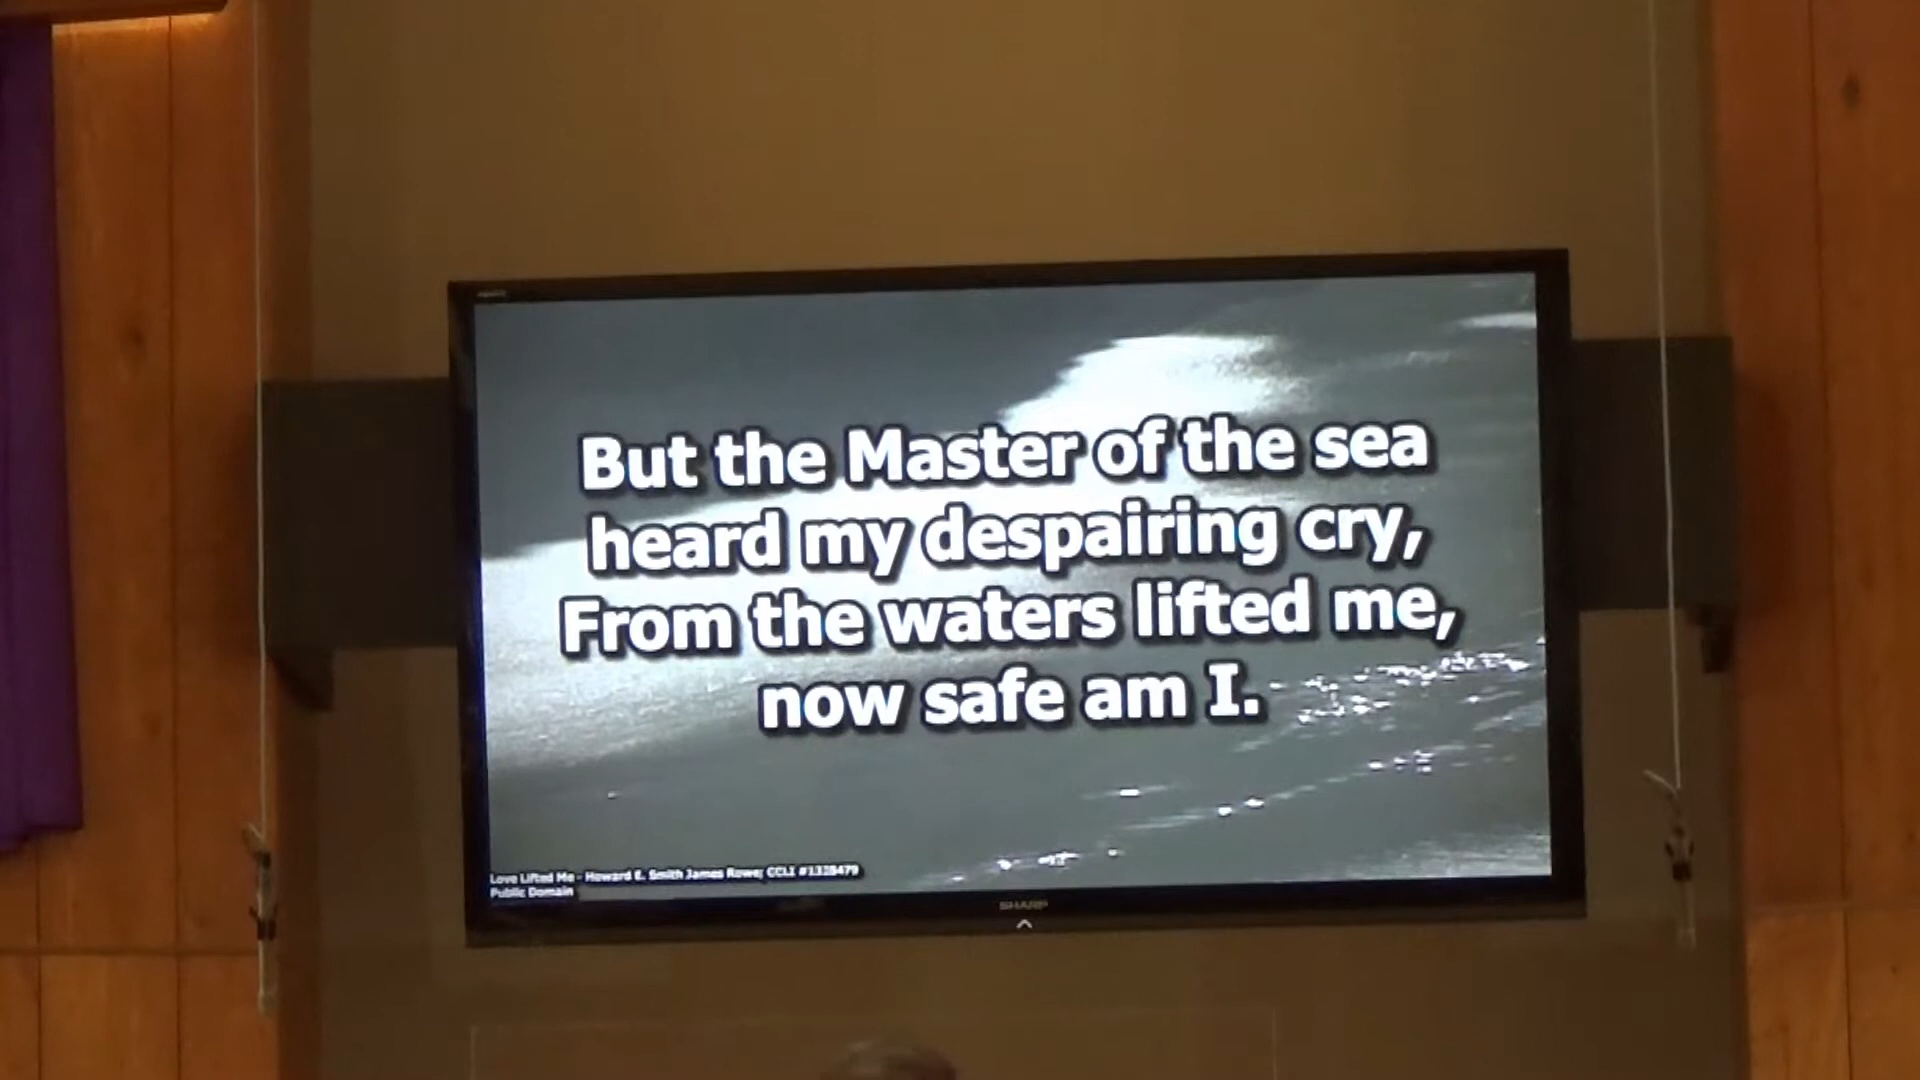 But the Master of the sea
heard my despairing cry,
From the waters lifted me,
now safe am I.
Love Lifted Me - Howard E. Smith James Rowe; CCLI #1328479
Public Domain
SHARP